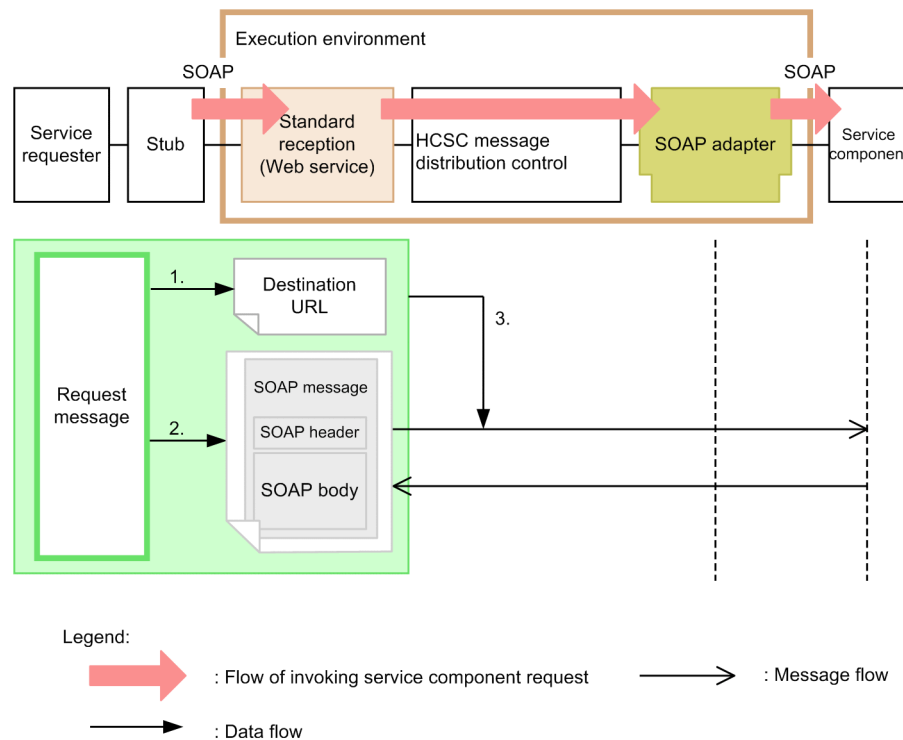 Execution environment
SOAP
SOAP
Service
requester
Stub
Standard
reception
(Web service)
HCSC message
distribution control
SOAP adapter
Service
component
1.
Destination
URL
3.
Request
message
2.
SOAP message
SOAP header
SOAP body
Legend:
: Flow of invoking service component request
: Message flow
: Data flow